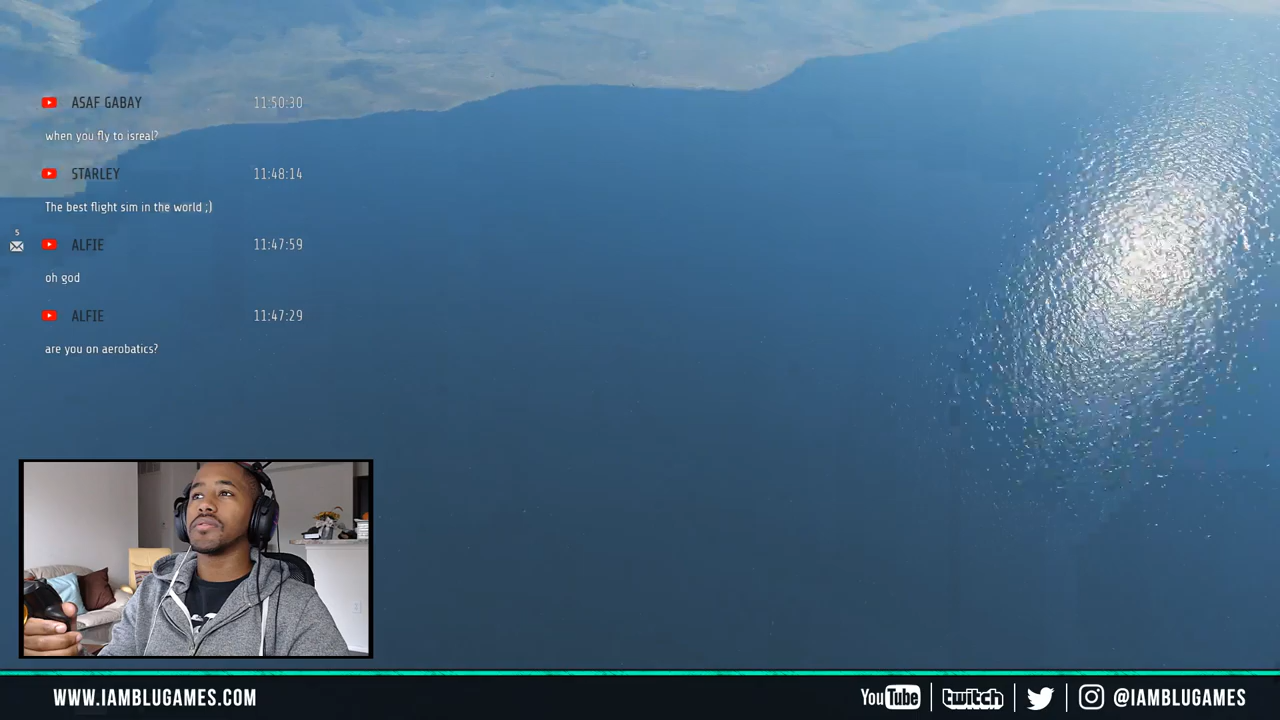 ASAF GABAY 11:50:30
when you fly to isreal?
STARLEY 11:48:14
The best flight sim in the world ;)
5
ALFIE 11:47:59
oh god
ALFIE 11:47:29
are you on aerobatics?
WWW.IAMBLUGAMES.COM YouTube twitch @IAMBLUGAMES